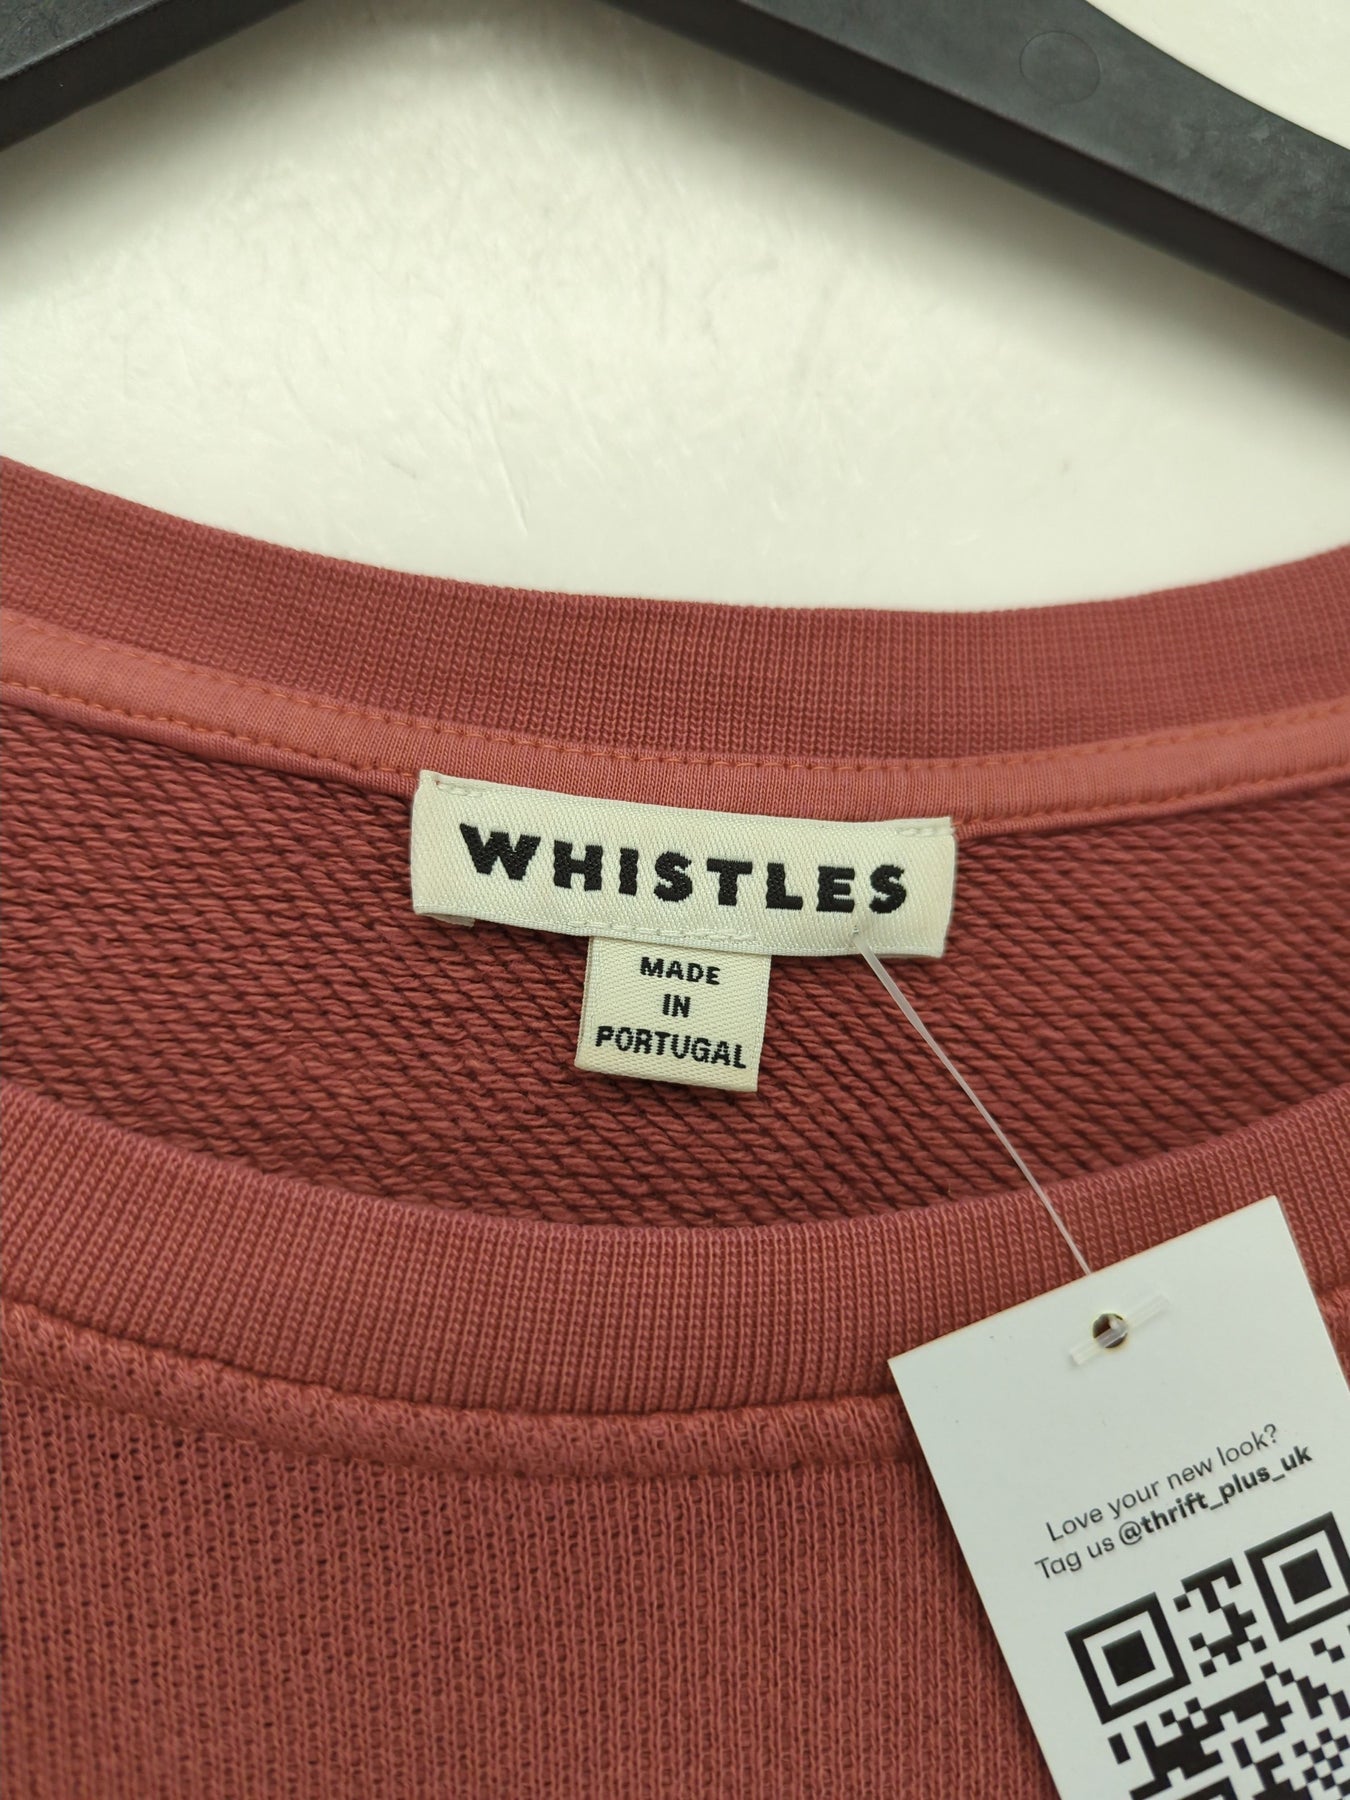 WHISTLES
MADE
IN
PORTUGAL
Love your new look?
Tag us @thrift_plus_uk